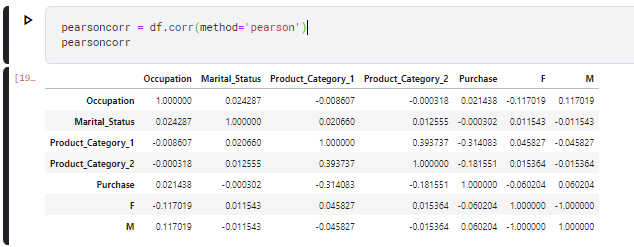 pearsoncorr = df.corr(method='pearson')
pearsoncorr
[19...
Occupation Marital_Status Product_Category_1 Product_Category_2 Purchase F M
Occupation 1.000000 0.024287 -0.008607 -0.000318 0.021438 -0.117019 0.117019
Marital_Status 0.024287 1.000000 0.020660 0.012555 -0.000302 0.011543 -0.011543
Product_Category_1 -0.008607 0.020660 1.000000 0.393737 -0.314083 0.045827 -0.045827
Product_Category_2 -0.000318 0.012555 0.393737 1.000000 -0.181551 0.015364 -0.015364
Purchase 0.021438 -0.000302 -0.314083 -0.181551 1.000000 -0.060204 0.060204
F -0.117019 0.011543 0.045827 0.015364 -0.060204 1.000000 -1.000000
M 0.117019 -0.011543 -0.045827 -0.015364 0.060204 -1.000000 1.000000